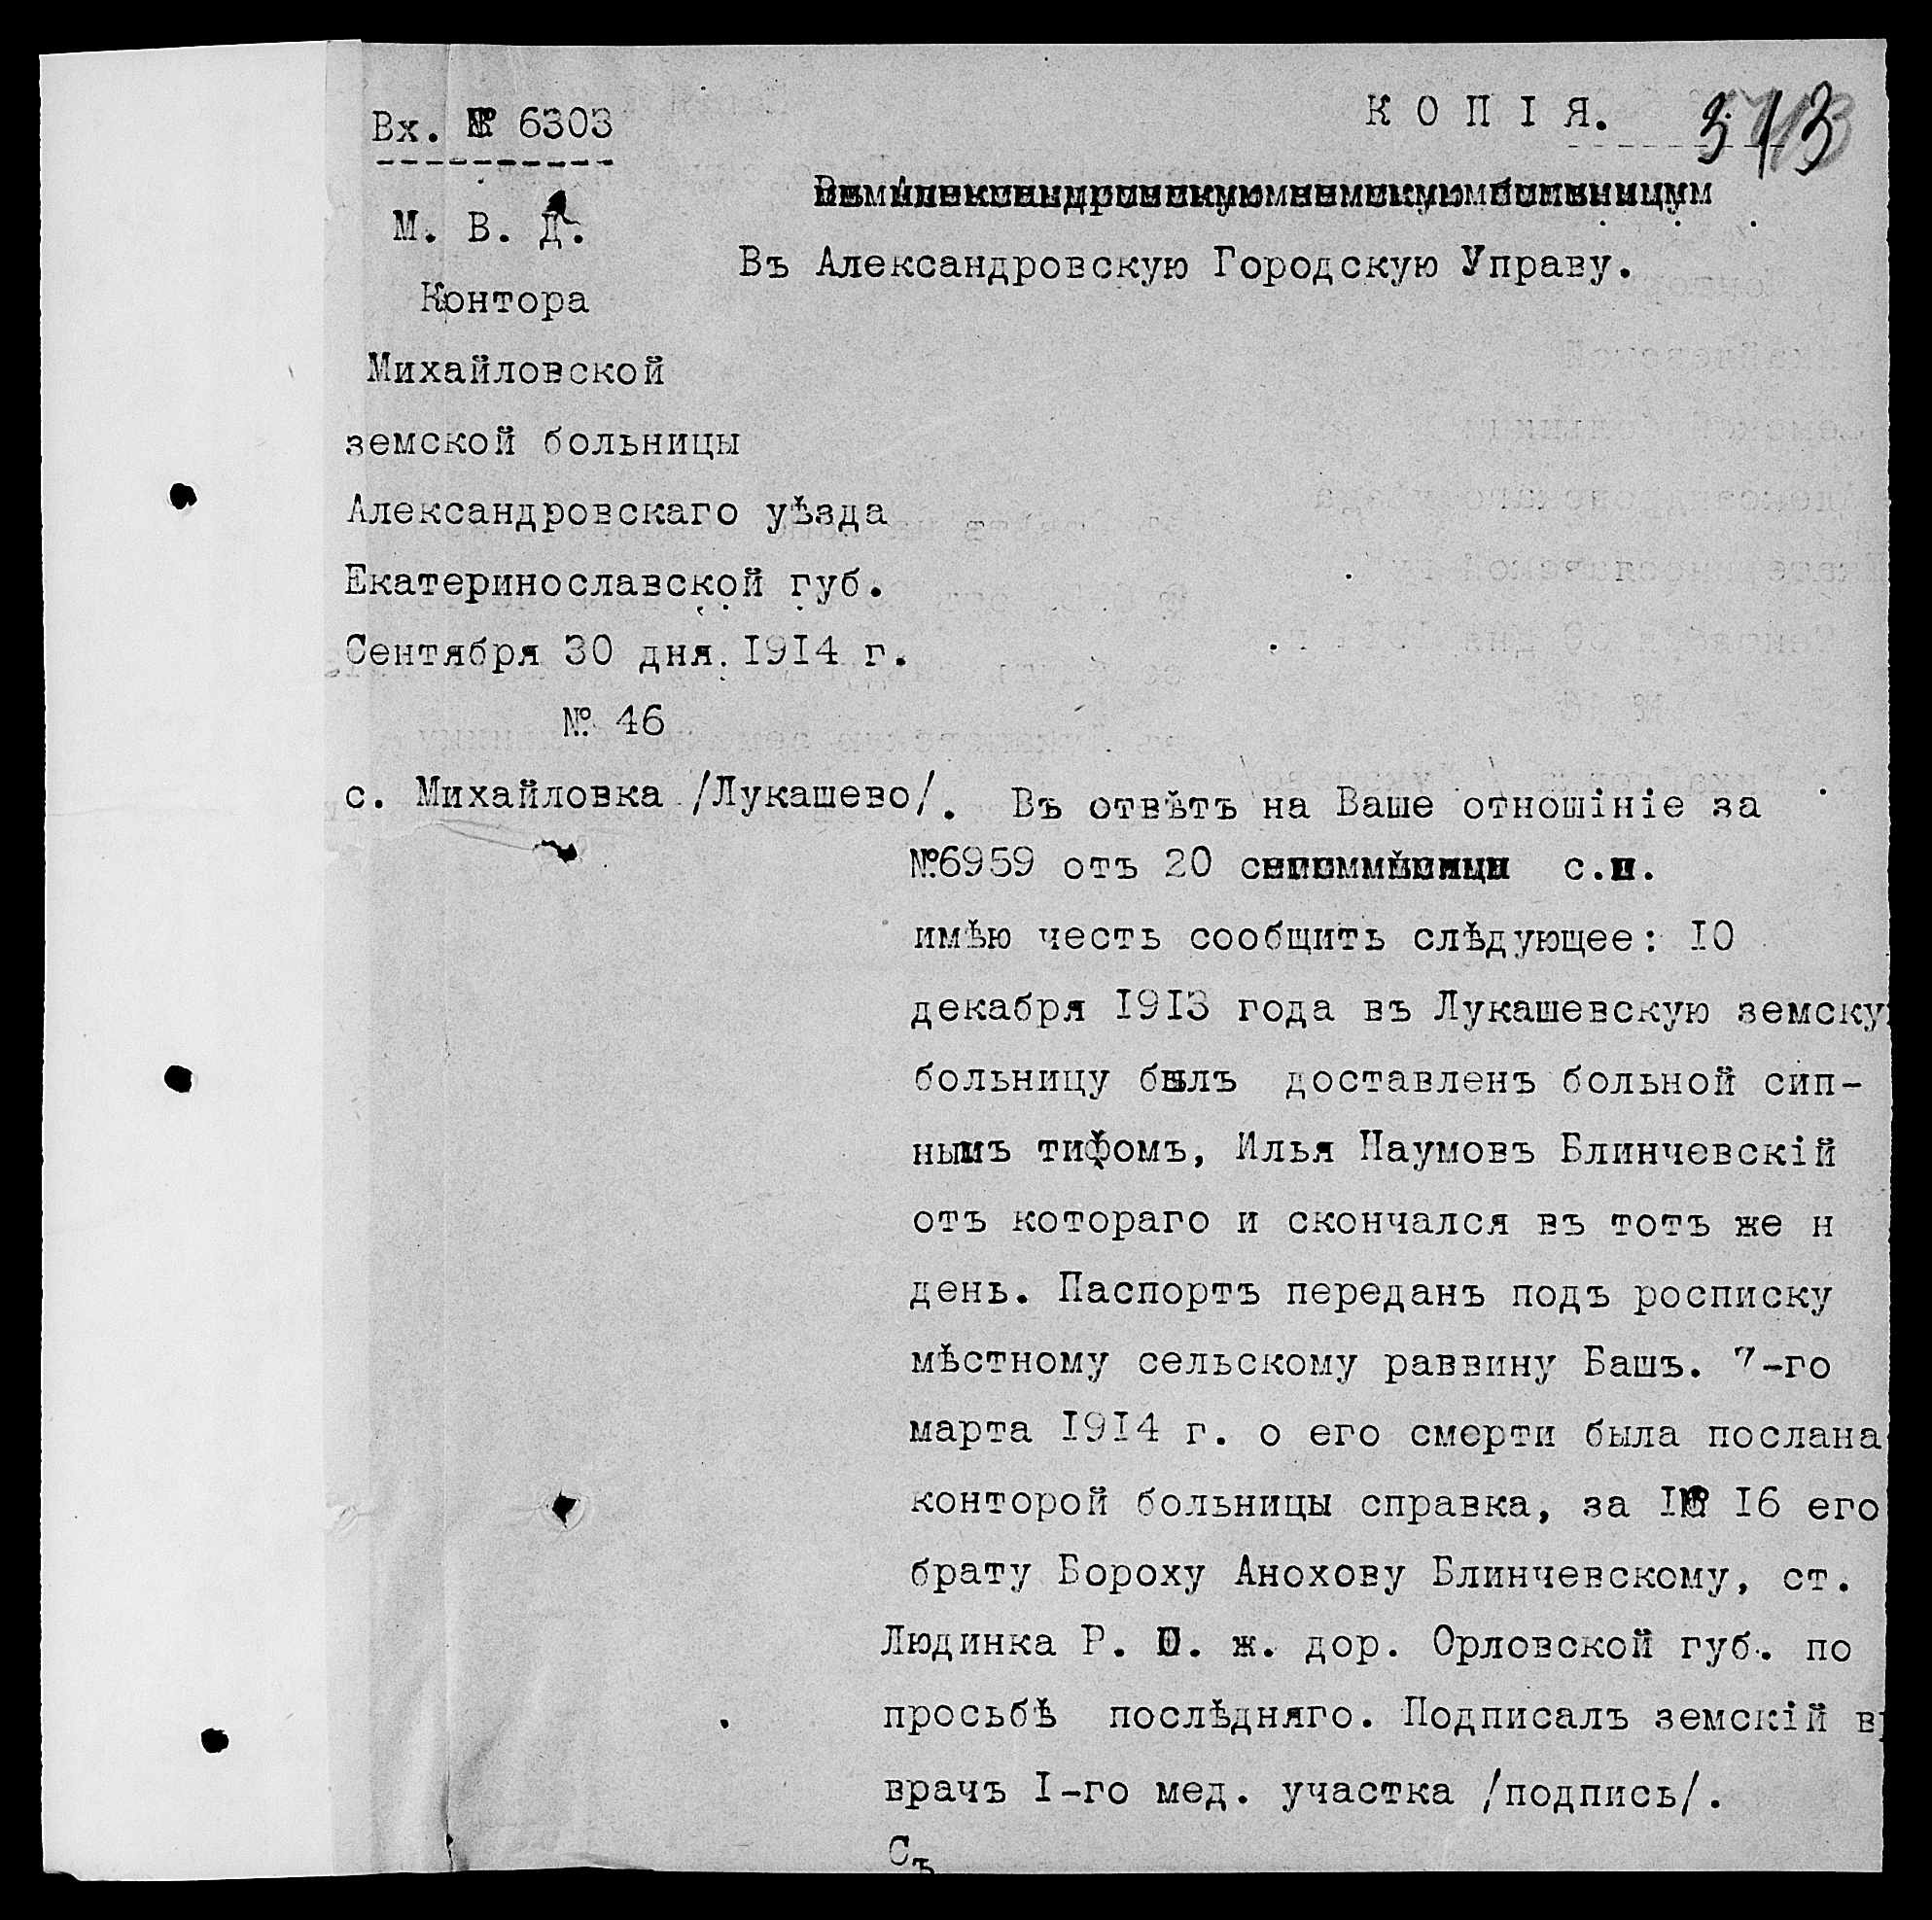 Вх. № 6303
К О П І Я.
313
М. В. Д.
Въ Александровскую Городскую Управу.
Контора
Михайловской
земской больницы
Александровскаго уѣзда
Екатеринославской губ.
Сентября 30 дня 1914 г.
№ 46
с. Михайловка /Лукашево/.
Въ отвѣтъ на Ваше отношініе за
№6959 отъ 20 с.
имѣю честь сообщить слѣдующее: 10
декабря 1913 года въ Лукашевскую земску
больницу былъ доставленъ больной сип-
нымъ тифомъ, Илья Наумовъ Блинчевскій
отъ котораго и скончался въ тотъ же н
день. Паспортъ переданъ подъ росписку
мѣстному сельскому раввину Башъ. 7-го
марта 1914 г. о его смерти была послана
конторой больницы справка, за № 16 его
брату Бороху Анохову Блинчевскому, ст.
Людинка Р. О. ж. дор. Орловской губ. по
просьбѣ послѣдняго. Подписалъ земскій в
врачъ I-го мед. участка /подпись/.
Съ